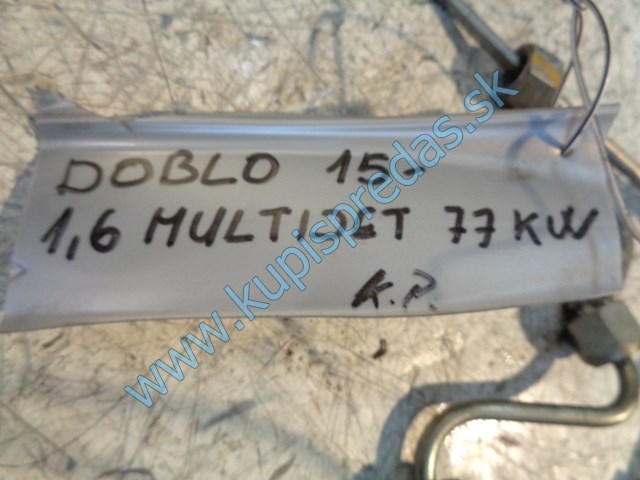 DOBLO 15-
1,6 MULTIJET 77 KW
K.P.
www.kupispredas.sk